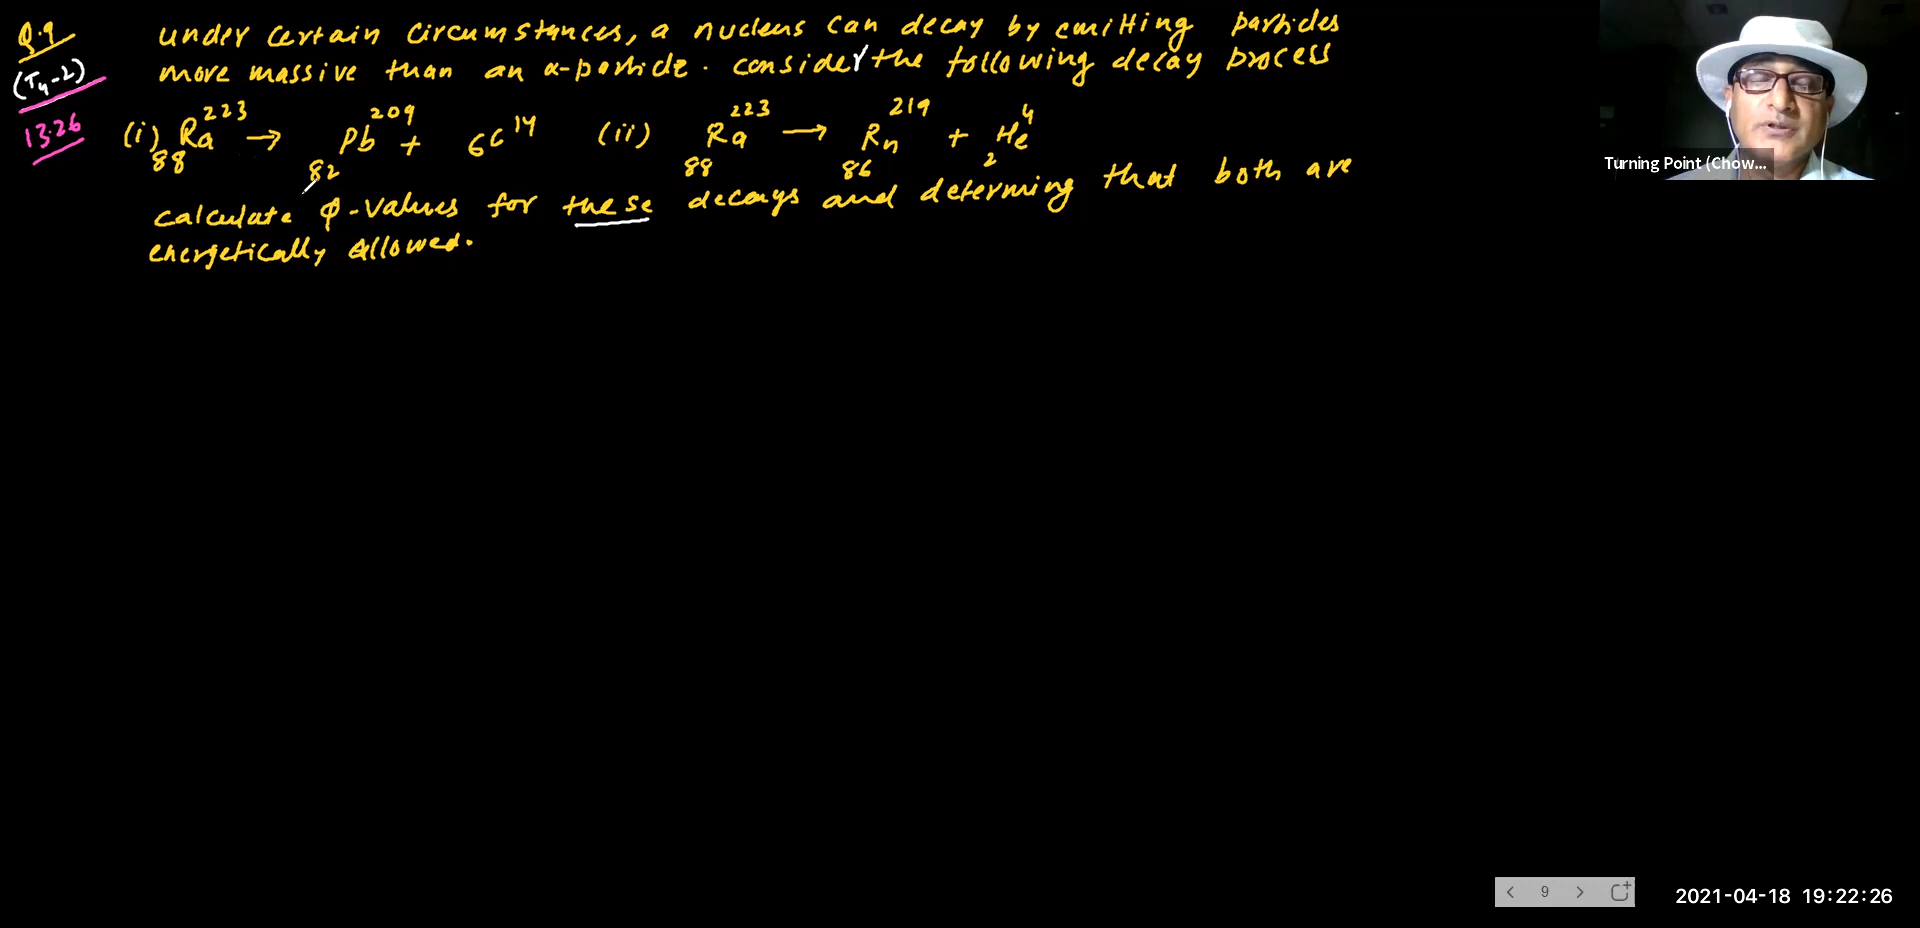 Q.9
(T4-2)
13.26
under certain circumstances, a nucleus can decay by emitting particles
more massive than an α-particle. consider the following decay process
(i) ₈₈Ra²²³ → ₈₂Pb²⁰⁹ + ₆C¹⁴ (ii) ₈₈Ra²²³ → ₈₆Rn²¹⁹ + ₂He⁴
calculate Q-values for these decays and determing that both are
energetically allowed.
Turning Point (Chow...
9
2021-04-18 19:22:26